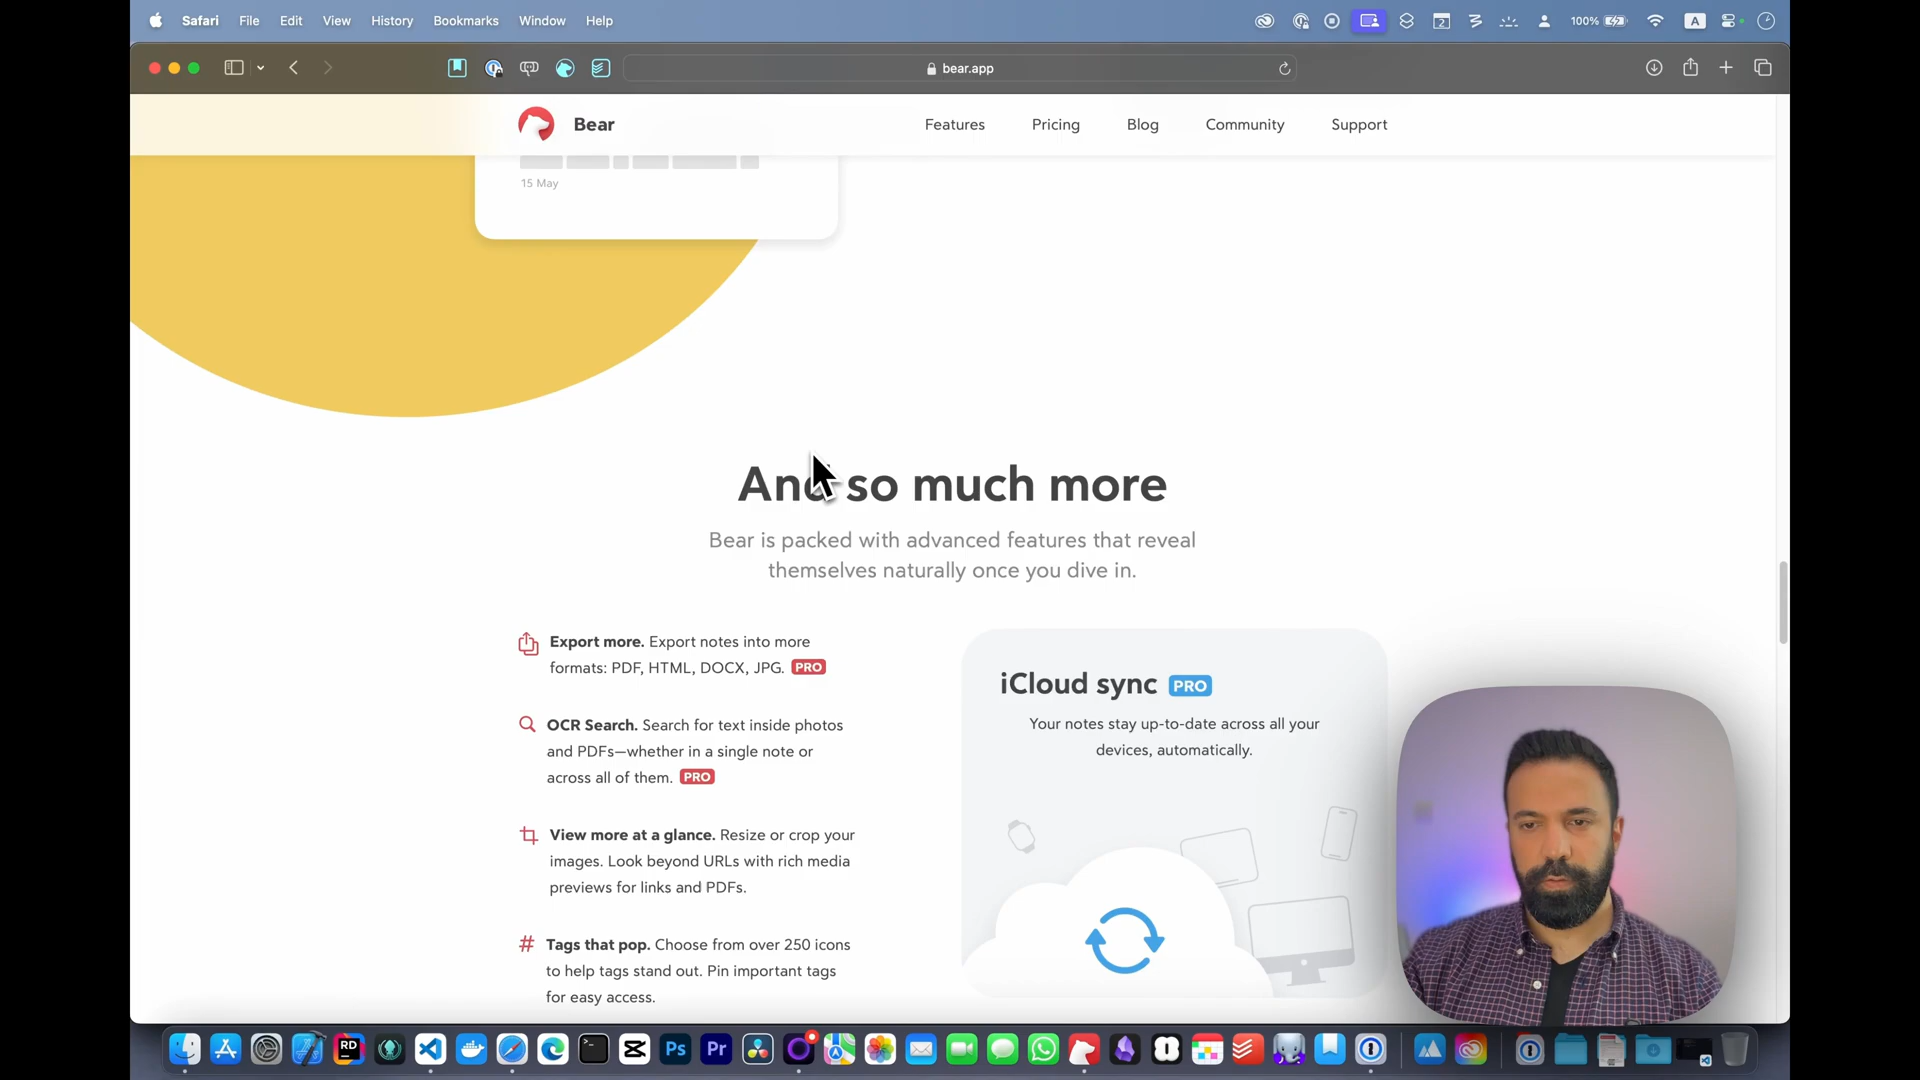 Safari File Edit View History Bookmarks Window Help
2 A 100%
bear.app
Bear
Features Pricing Blog Community Support
15 May
And so much more
Bear is packed with advanced features that reveal
themselves naturally once you dive in.
Export more. Export notes into more
formats: PDF, HTML, DOCX, JPG. PRO
OCR Search. Search for text inside photos
and PDFs—whether in a single note or
across all of them. PRO
View more at a glance. Resize or crop your
images. Look beyond URLs with rich media
previews for links and PDFs.
# Tags that pop. Choose from over 250 icons
to help tags stand out. Pin important tags
for easy access.
iCloud sync PRO
Your notes stay up-to-date across all your
devices, automatically.
RD Ps Pr